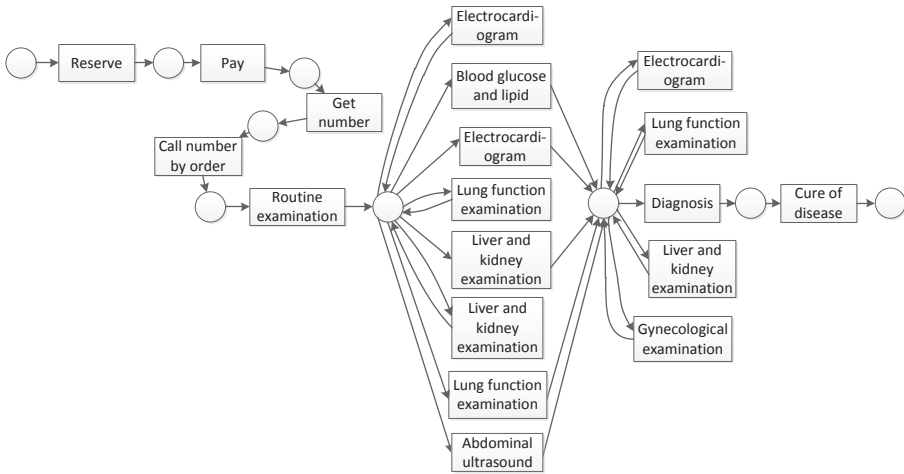 Reserve
Pay
Get
number
Call number
by order
Routine
examination
Electrocardi-
ogram
Blood glucose
and lipid
Electrocardi-
ogram
Lung function
examination
Liver and
kidney
examination
Liver and
kidney
examination
Lung function
examination
Abdominal
ultrasound
Electrocardi-
ogram
Lung function
examination
Diagnosis
Cure of
disease
Liver and
kidney
examination
Gynecological
examination